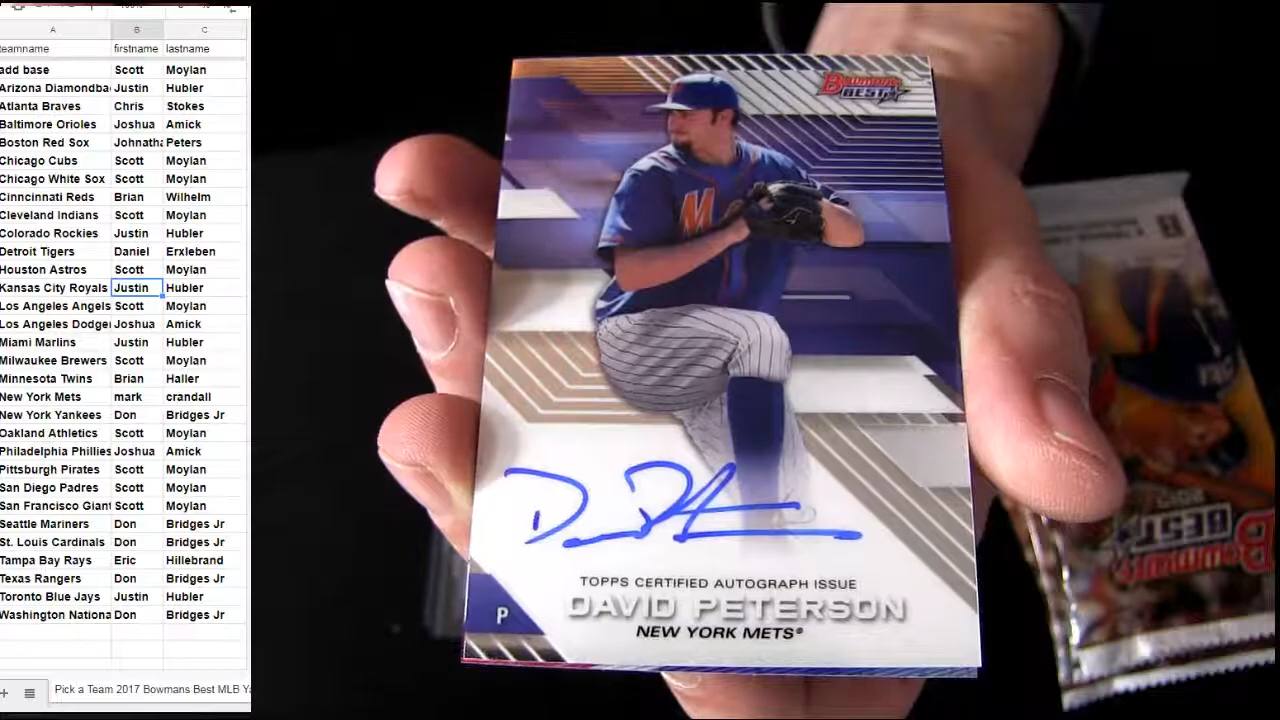 teamname firstname lastname
add base Scott Moylan
Arizona Diamondba Justin Hubler
Atlanta Braves Chris Stokes
Baltimore Orioles Joshua Amick
Boston Red Sox Johnatha Peters
Chicago Cubs Scott Moylan
Chicago White Sox Scott Moylan
Cinncinnati Reds Brian Wilhelm
Cleveland Indians Scott Moylan
Colorado Rockies Justin Hubler
Detroit Tigers Daniel Erxleben
Houston Astros Scott Moylan
Kansas City Royals Justin Hubler
Los Angeles Angels Scott Moylan
Los Angeles Dodger Joshua Amick
Miami Marlins Justin Hubler
Milwaukee Brewers Scott Moylan
Minnesota Twins Brian Haller
New York Mets mark crandall
New York Yankees Don Bridges Jr
Oakland Athletics Scott Moylan
Philadelphia Phillies Joshua Amick
Pittsburgh Pirates Scott Moylan
San Diego Padres Scott Moylan
San Francisco Giant Scott Moylan
Seattle Mariners Don Bridges Jr
St. Louis Cardinals Don Bridges Jr
Tampa Bay Rays Eric Hillebrand
Texas Rangers Don Bridges Jr
Toronto Blue Jays Justin Hubler
Washington Nationa Don Bridges Jr
Pick a Team 2017 Bowmans Best MLB Ya
A B C
BOWMAN'S
BEST
TOPPS CERTIFIED AUTOGRAPH ISSUE
DAVID PETERSON
P
NEW YORK METS®
BOWMAN'S
BEST
2017